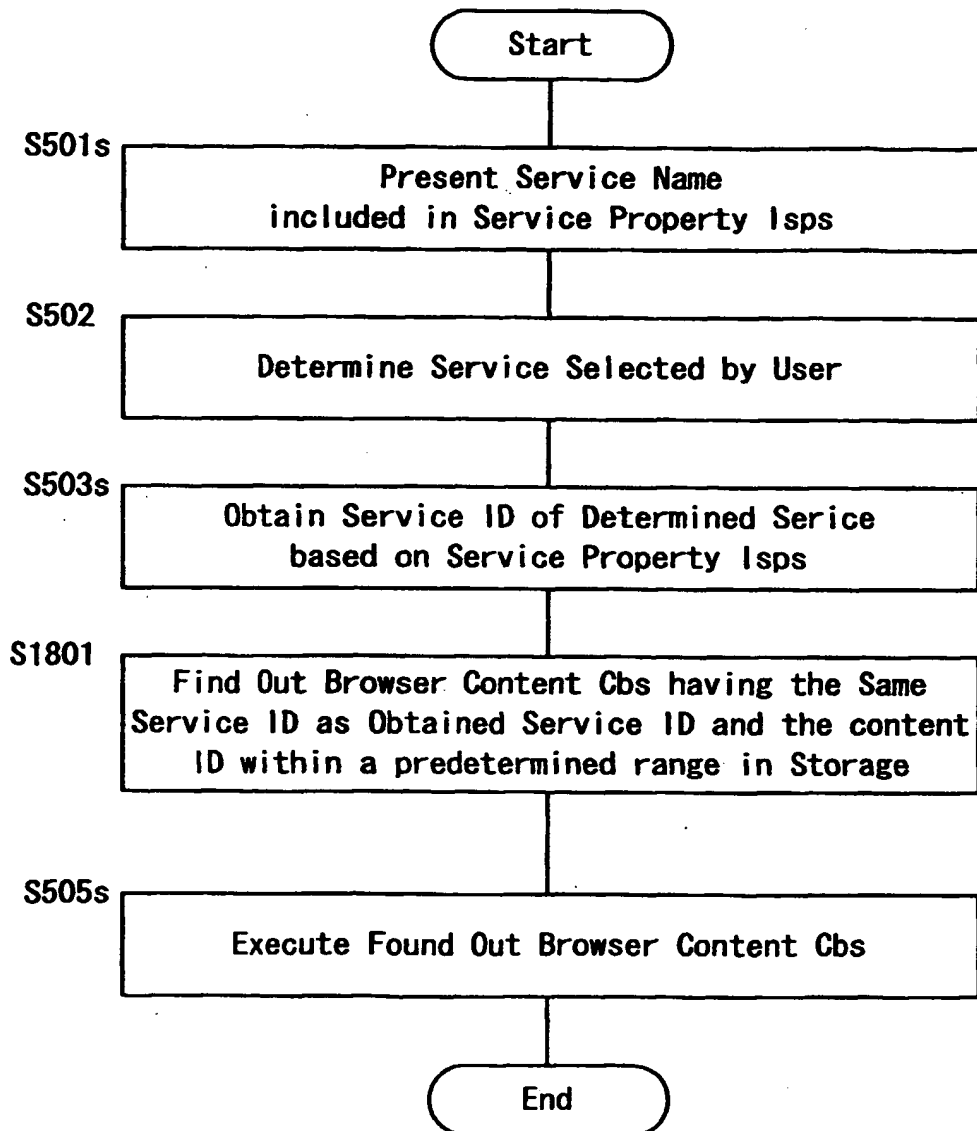 Start
S501s
Present Service Name
included in Service Property Isps
S502
Determine Service Selected by User
S503s
Obtain Service ID of Determined Serice
based on Service Property Isps
S1801
Find Out Browser Content Cbs having the Same
Service ID as Obtained Service ID and the content
ID within a predetermined range in Storage
S505s
Execute Found Out Browser Content Cbs
End